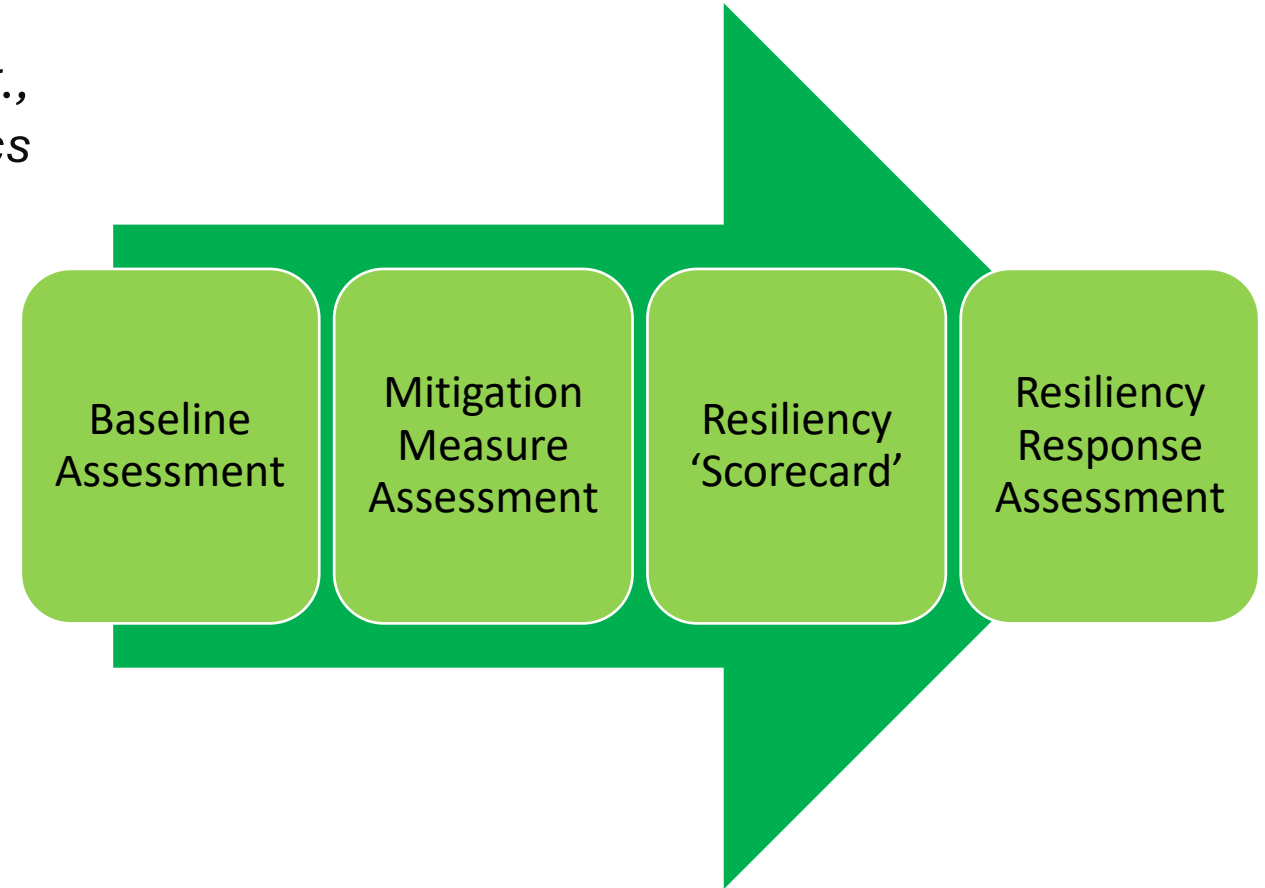 Baseline
Assessment
Mitigation
Measure
Assessment
Resiliency
‘Scorecard’
Resiliency
Response
Assessment